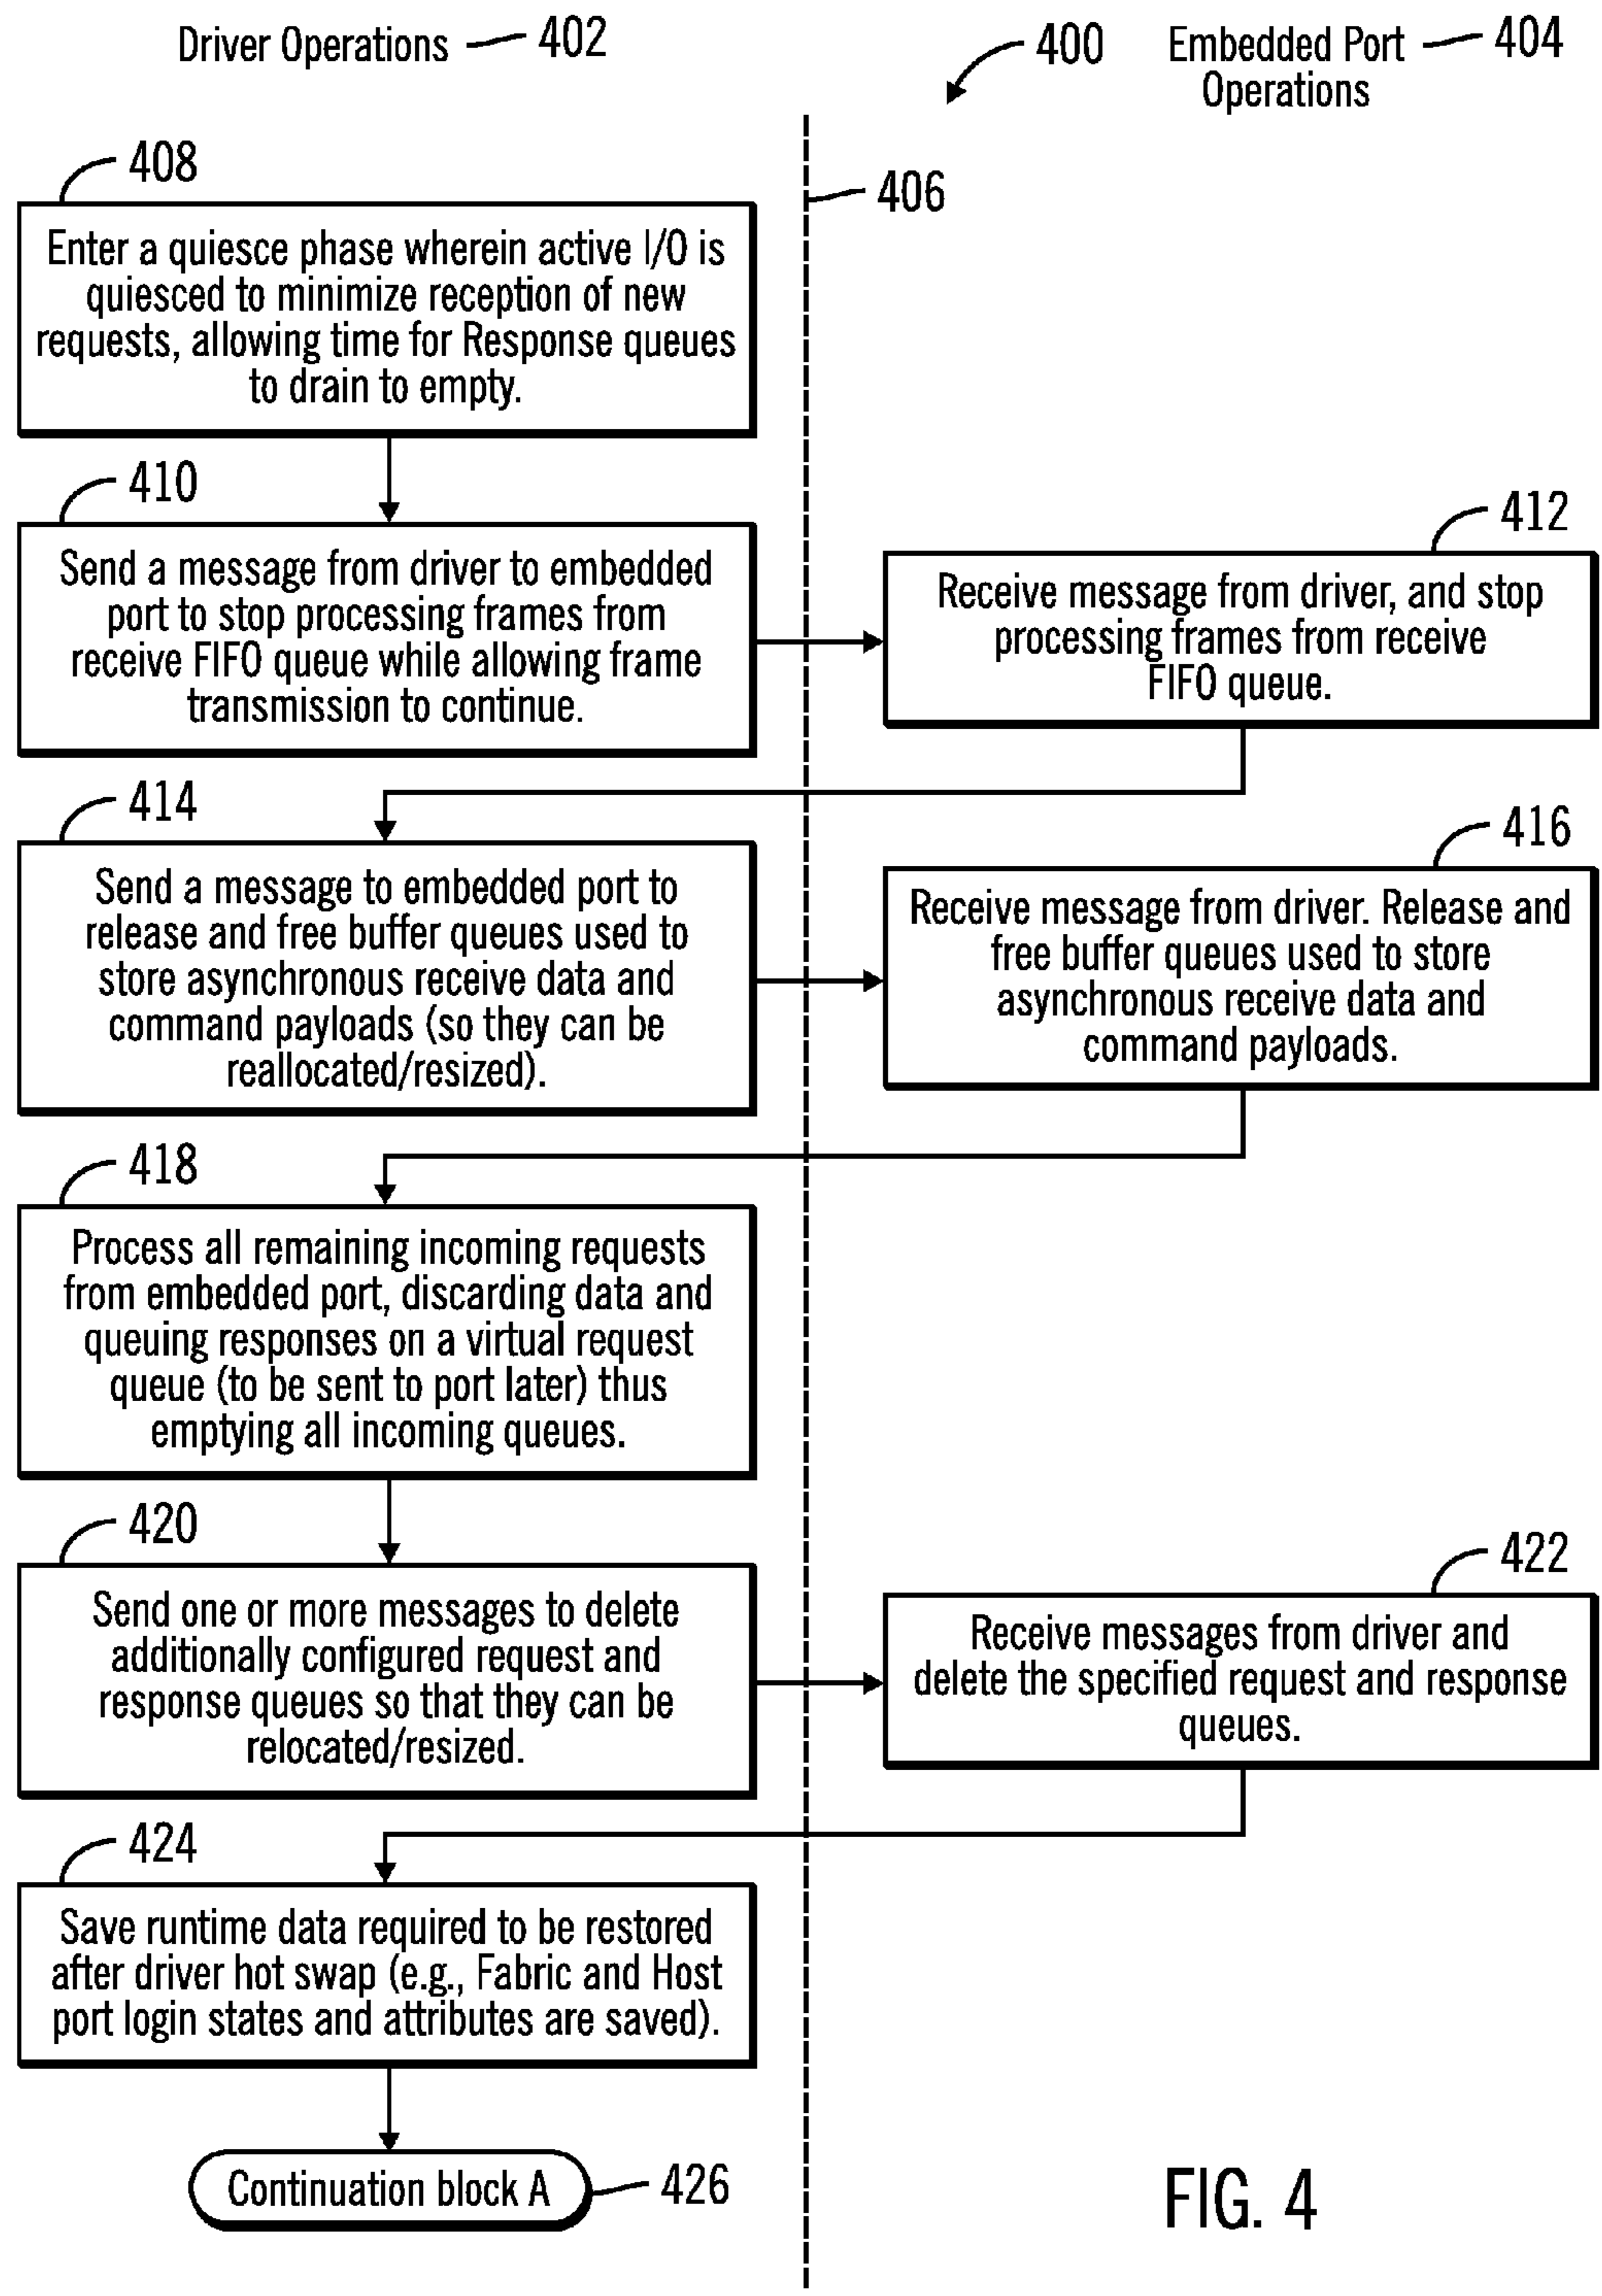 Driver Operations 402
400
Embedded Port 404
Operations
406
408
Enter a quiesce phase wherein active I/O is
quiesced to minimize reception of new
requests, allowing time for Response queues
to drain to empty.
410
Send a message from driver to embedded
port to stop processing frames from
receive FIFO queue while allowing frame
transmission to continue.
412
Receive message from driver, and stop
processing frames from receive
FIFO queue.
414
Send a message to embedded port to
release and free buffer queues used to
store asynchronous receive data and
command payloads (so they can be
reallocated/resized).
416
Receive message from driver. Release and
free buffer queues used to store
asynchronous receive data and
command payloads.
418
Process all remaining incoming requests
from embedded port, discarding data and
queuing responses on a virtual request
queue (to be sent to port later) thus
emptying all incoming queues.
420
Send one or more messages to delete
additionally configured request and
response queues so that they can be
relocated/resized.
422
Receive messages from driver and
delete the specified request and response
queues.
424
Save runtime data required to be restored
after driver hot swap (e.g., Fabric and Host
port login states and attributes are saved).
Continuation block A 426
FIG. 4